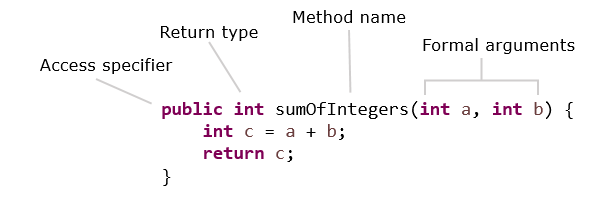 Method name
Return type
Formal arguments
Access specifier
public int sumOfIntegers(int a, int b) {
    int c = a + b;
    return c;
}